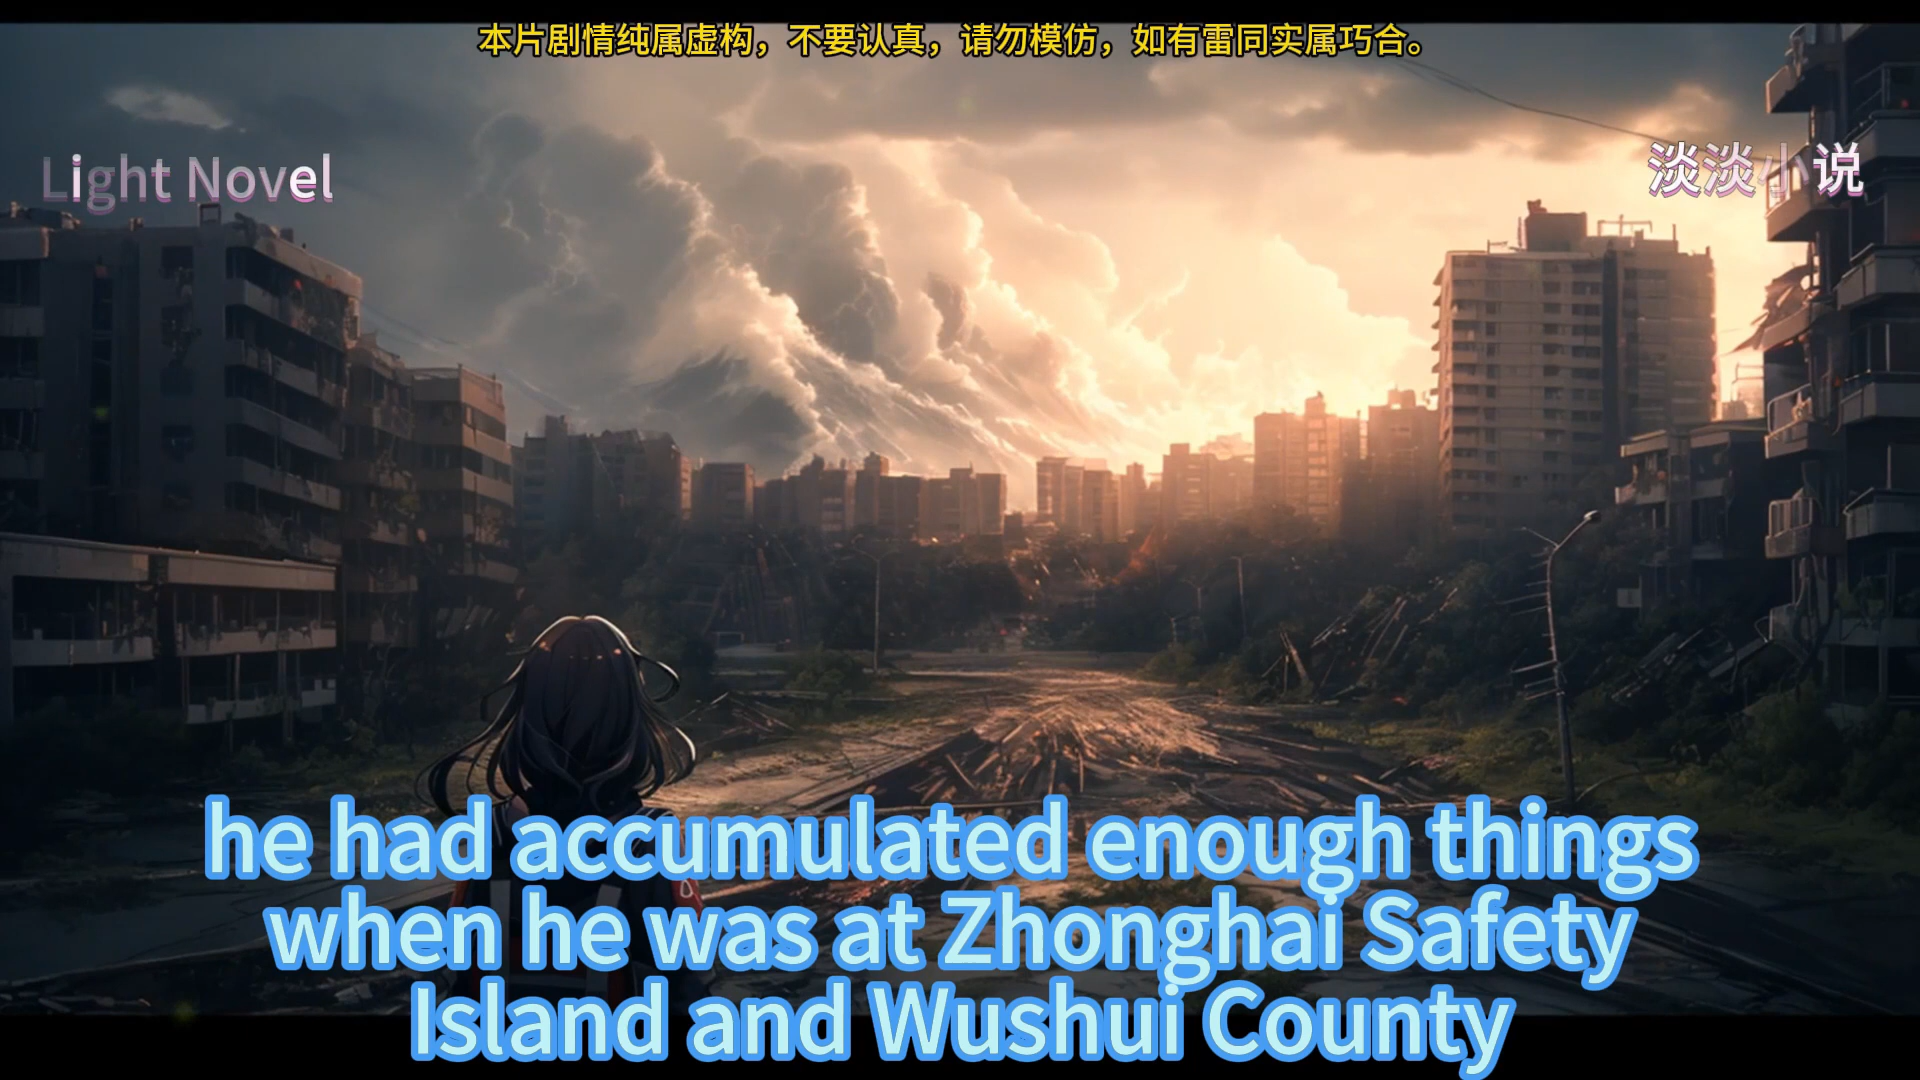 本片剧情纯属虚构，不要认真，请勿模仿，如有雷同实属巧合。
Light Novel
淡淡小说
he had accumulated enough things
when he was at Zhonghai Safety
Island and Wushui County